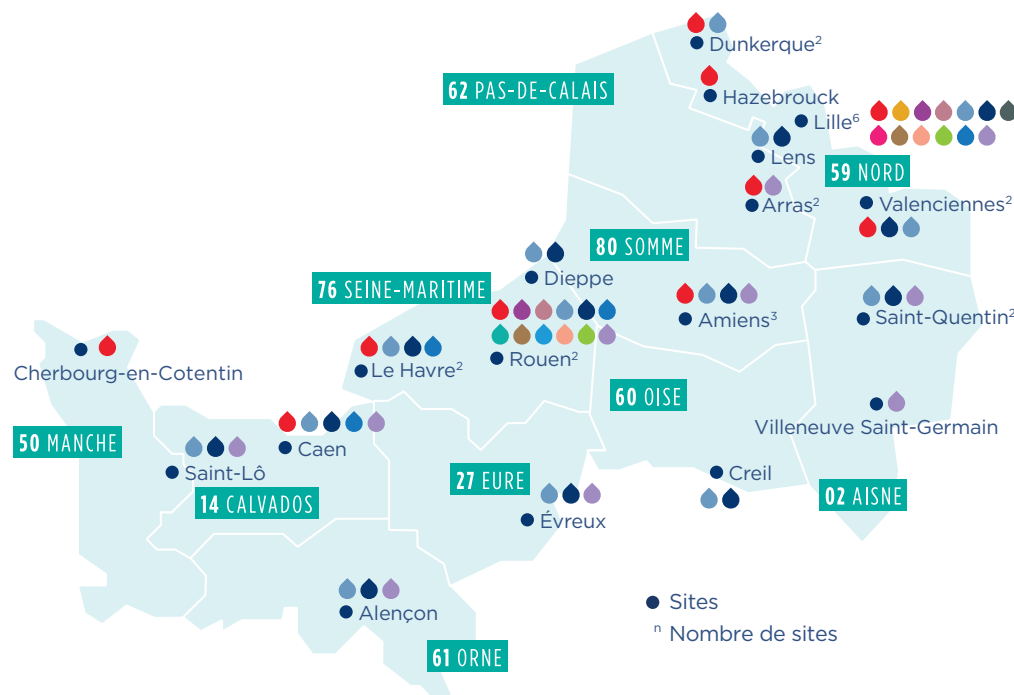 Dunkerque²
62 PAS-DE-CALAIS
Hazebrouck
Lille⁶
Lens
59 NORD
Arras²
Valenciennes²
80 SOMME
Dieppe
76 SEINE-MARITIME
Amiens³
Saint-Quentin²
Rouen²
Le Havre²
Cherbourg-en-Cotentin
60 OISE
Villeneuve Saint-Germain
50 MANCHE
Caen
Saint-Lô
27 EURE
Creil
14 CALVADOS
02 AISNE
Évreux
Alençon
61 ORNE
Sites
ⁿ Nombre de sites